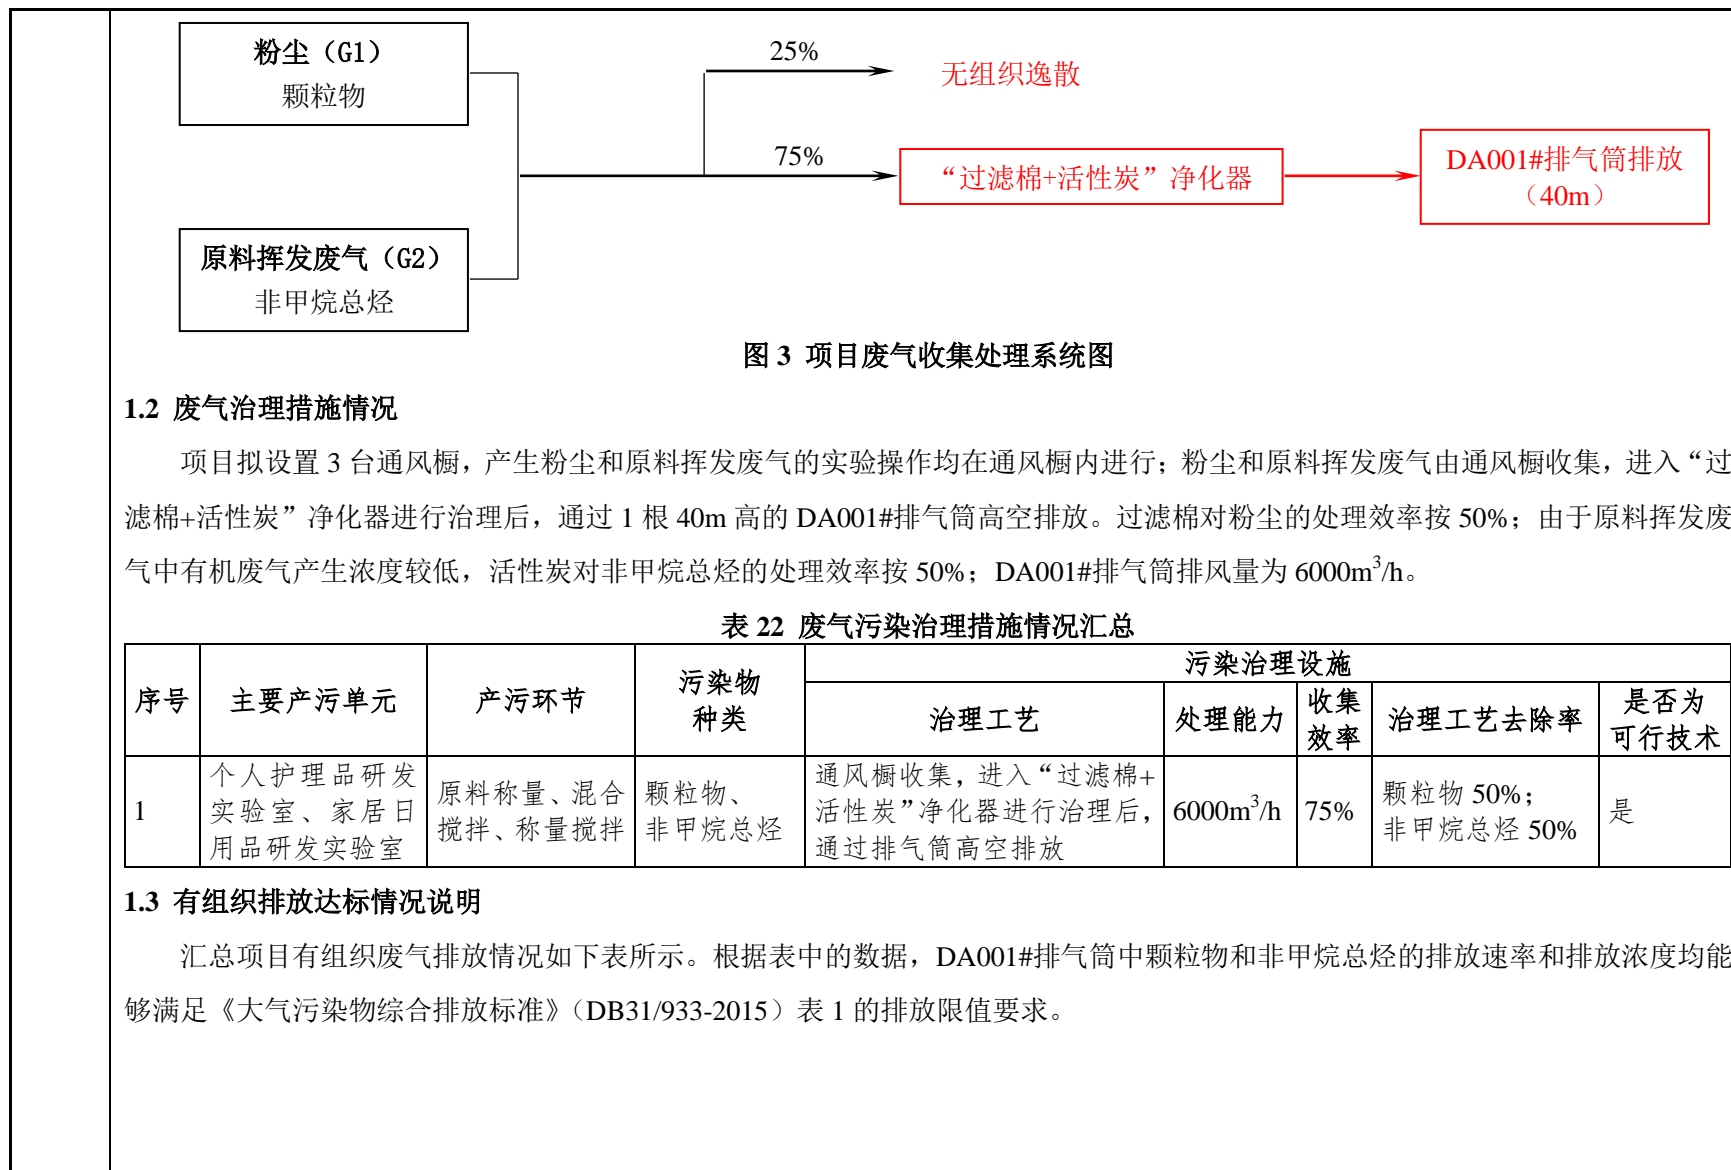 粉尘（G1）
颗粒物
25%
无组织逸散
75%
“过滤棉+活性炭”净化器
DA001#排气筒排放
（40m）
原料挥发废气（G2）
非甲烷总烃
图 3 项目废气收集处理系统图
1.2 废气治理措施情况
项目拟设置 3 台通风橱，产生粉尘和原料挥发废气的实验操作均在通风橱内进行；粉尘和原料挥发废气由通风橱收集，进入“过
滤棉+活性炭”净化器进行治理后，通过 1 根 40m 高的 DA001#排气筒高空排放。过滤棉对粉尘的处理效率按 50%；由于原料挥发废
气中有机废气产生浓度较低，活性炭对非甲烷总烃的处理效率按 50%；DA001#排气筒排风量为 6000m³/h。
表 22 废气污染治理措施情况汇总
序号
主要产污单元
产污环节
污染物
种类
污染治理设施
治理工艺
处理能力
收集
效率
治理工艺去除率
是否为
可行技术
1
个人护理品研发
实验室、家居日
用品研发实验室
原料称量、混合
搅拌、称量搅拌
颗粒物、
非甲烷总烃
通风橱收集，进入“过滤棉+
活性炭”净化器进行治理后，
通过排气筒高空排放
6000m³/h
75%
颗粒物 50%；
非甲烷总烃 50%
是
1.3 有组织排放达标情况说明
汇总项目有组织废气排放情况如下表所示。根据表中的数据，DA001#排气筒中颗粒物和非甲烷总烃的排放速率和排放浓度均能
够满足《大气污染物综合排放标准》（DB31/933-2015）表 1 的排放限值要求。